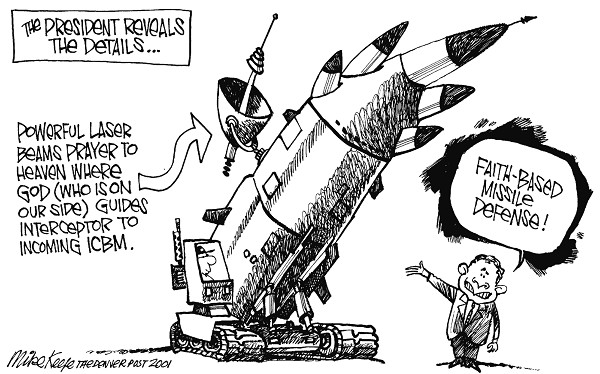 THE PRESIDENT REVEALS
THE DETAILS...
POWERFUL LASER
BEAMS PRAYER TO
HEAVEN WHERE
GOD (WHO IS ON
OUR SIDE) GUIDES
INTERCEPTOR TO
INCOMING ICBM.
FAITH-BASED
MISSILE
DEFENSE!
Mike Keefe THE DENVER POST 2001